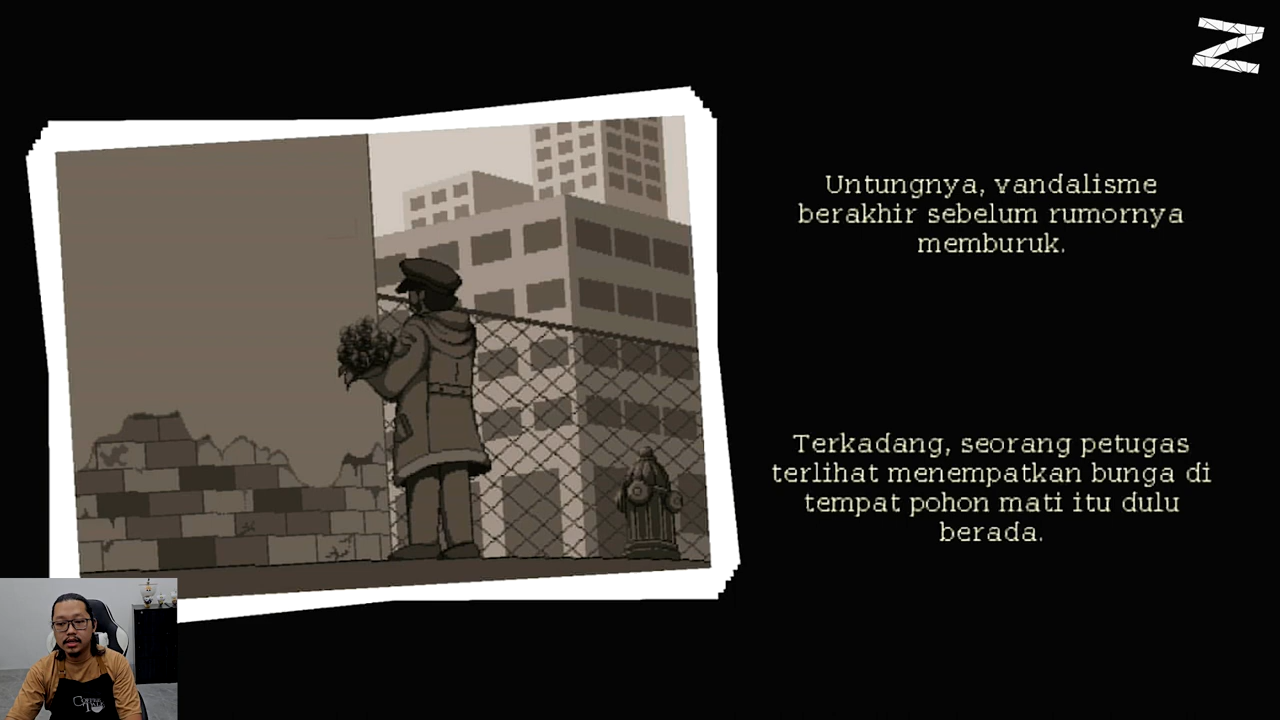 Z
Untungnya, vandalisme
berakhir sebelum rumornya
memburuk.
Terkadang, seorang petugas
terlihat menempatkan bunga di
tempat pohon mati itu dulu
berada.